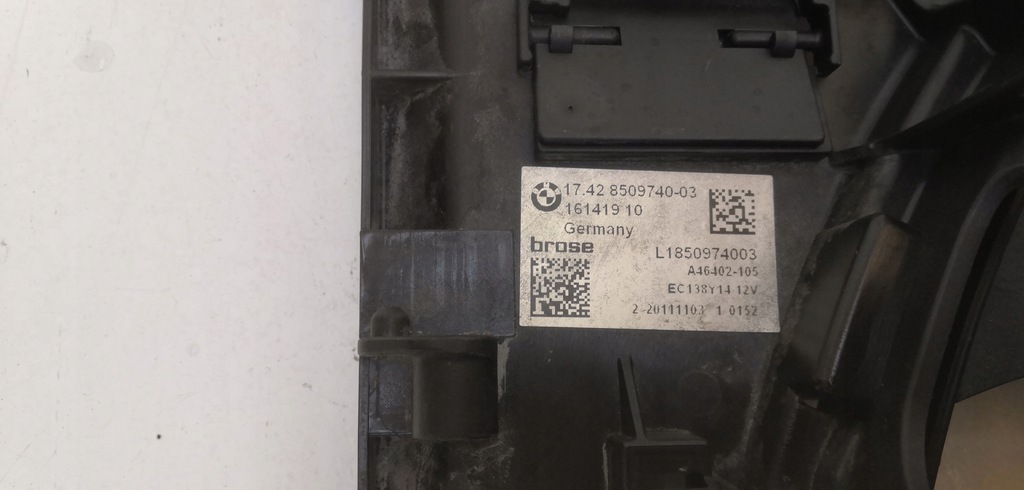 17.42 8509740-03
161419 10
Germany
brose
L1850974003
A46402-105
EC138Y14 12V
2 20111103 1 0152